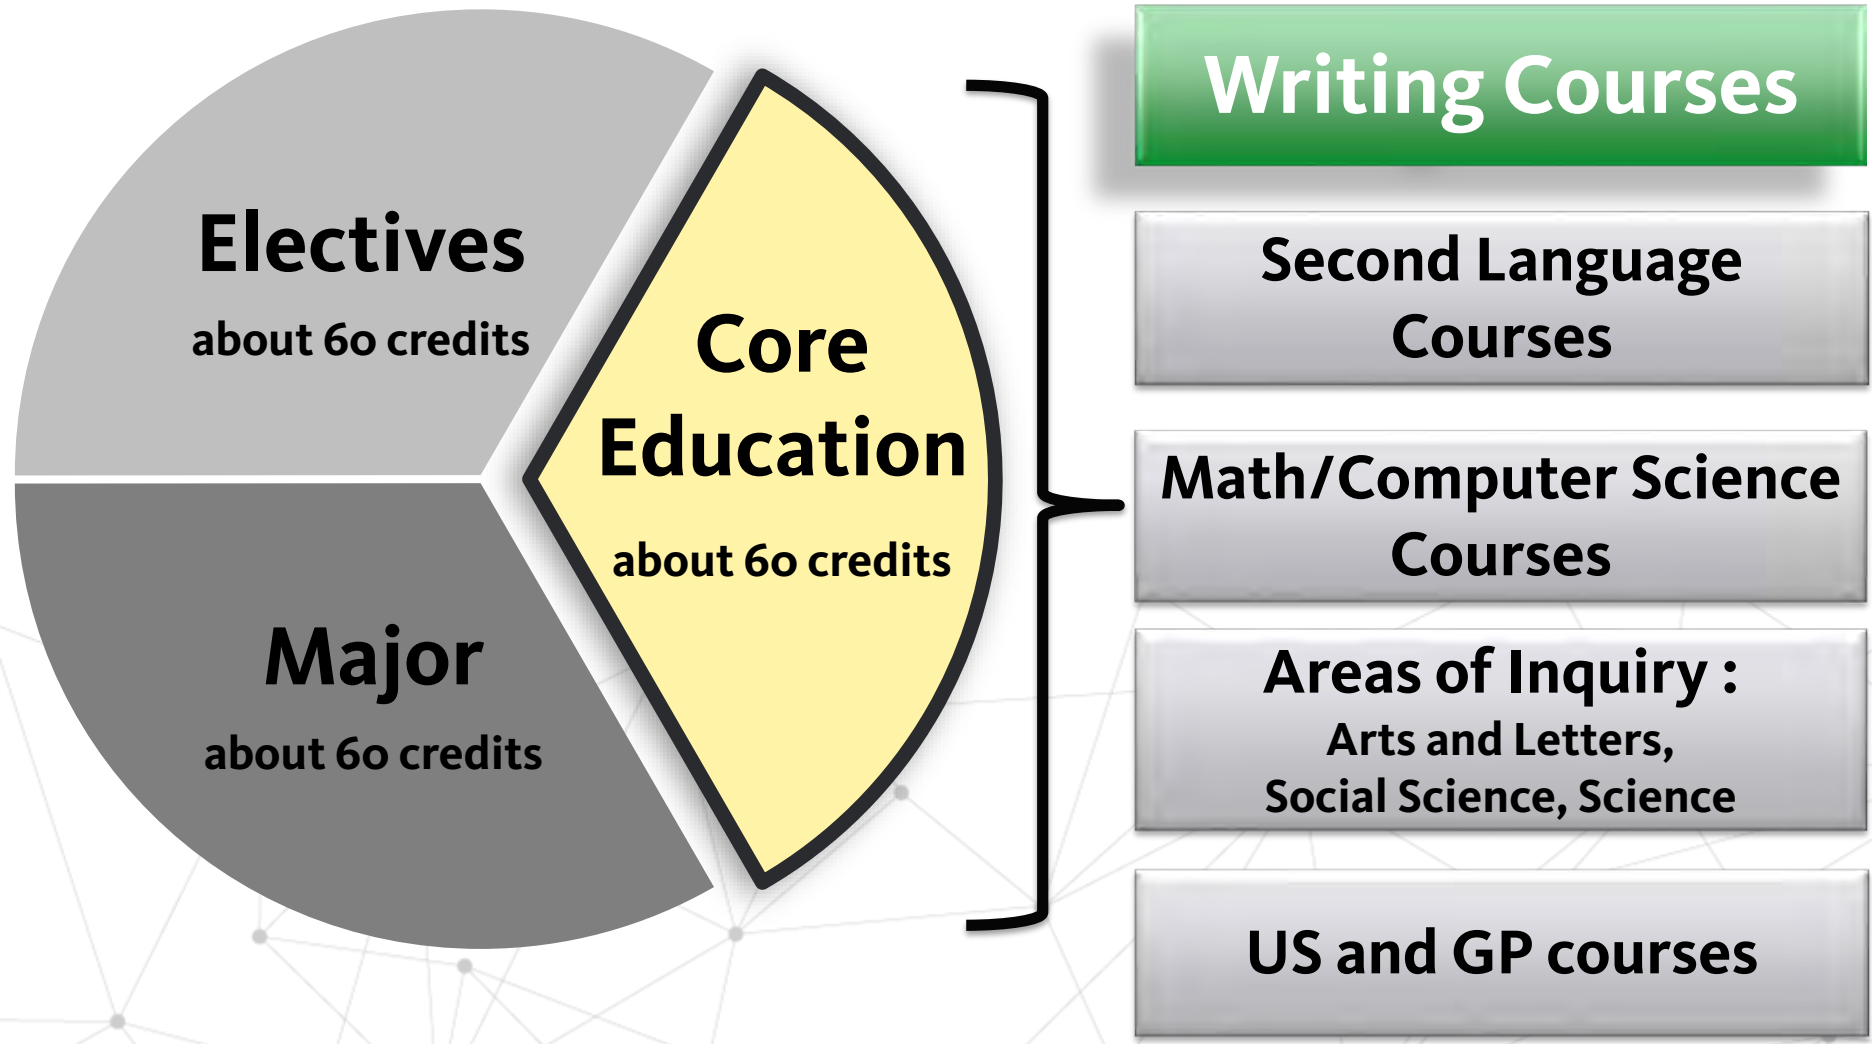 Electives
about 60 credits
Core
Education
about 60 credits
Major
about 60 credits
Writing Courses
Second Language
Courses
Math/Computer Science
Courses
Areas of Inquiry :
Arts and Letters,
Social Science, Science
US and GP courses